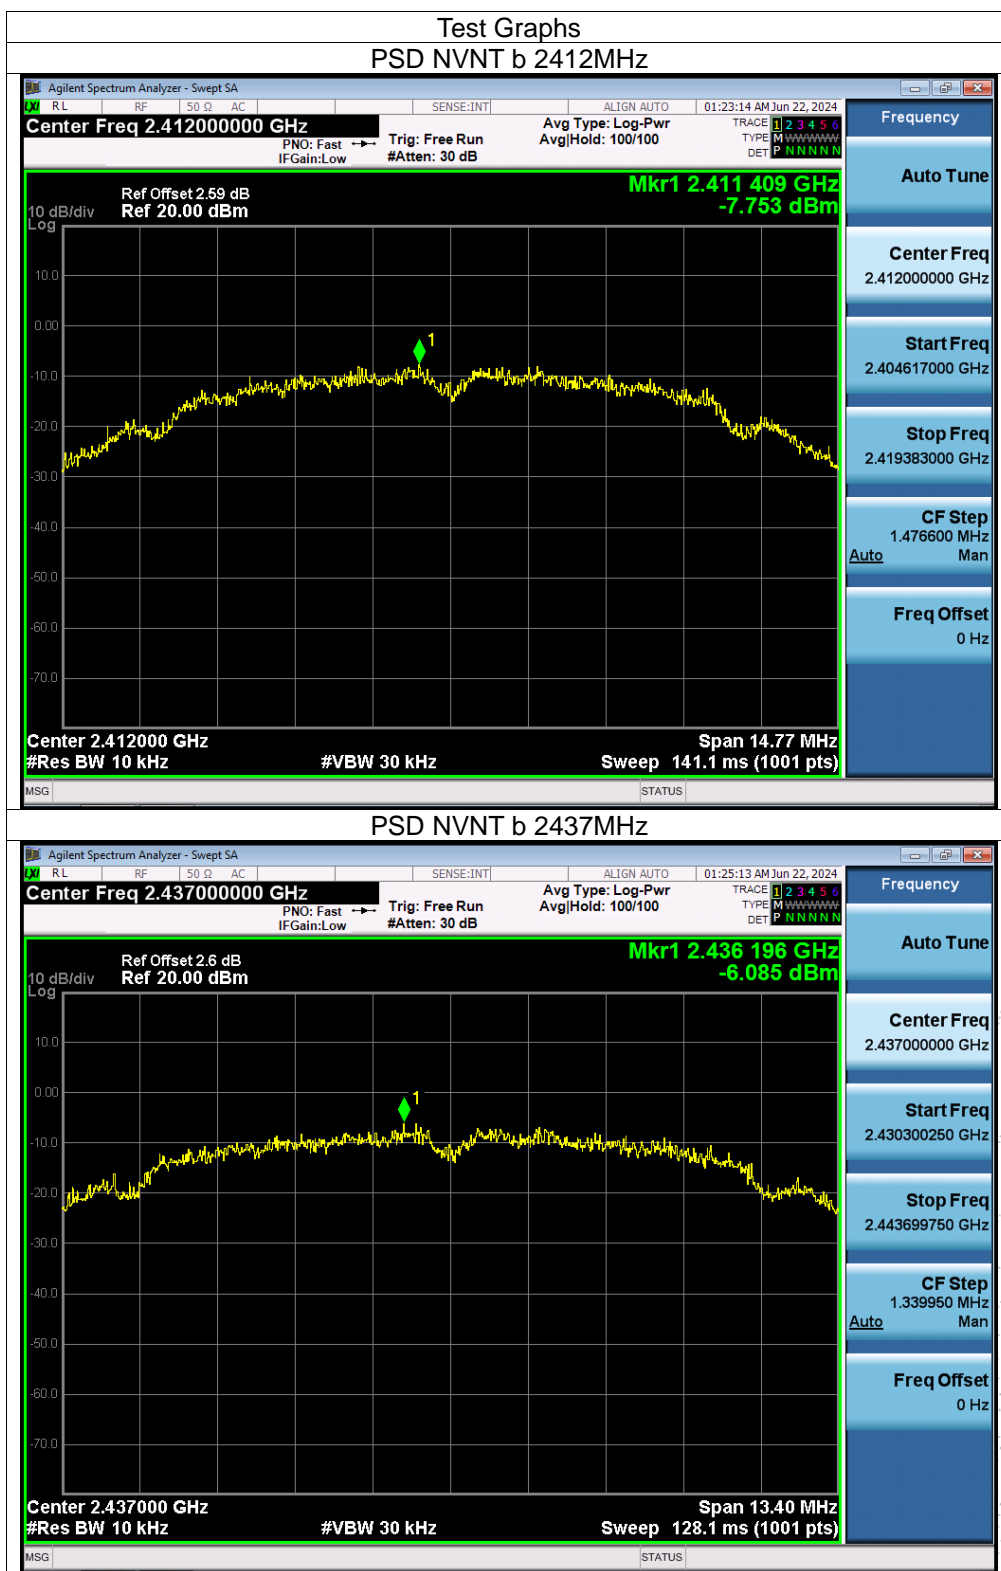 Test Graphs
PSD NVNT b 2412MHz
Agilent Spectrum Analyzer - Swept SA
LXI RL RF 50 Ω AC SENSE:INT ALIGN AUTO 01:23:14 AM Jun 22, 2024
Center Freq 2.412000000 GHz
PNO: Fast
IFGain:Low
Trig: Free Run
#Atten: 30 dB
Avg Type: Log-Pwr
Avg|Hold: 100/100
TRACE 1 2 3 4 5 6
TYPE M WWWWW
DET P N N N N N
Frequency
Auto Tune
Center Freq
2.412000000 GHz
Start Freq
2.404617000 GHz
Stop Freq
2.419383000 GHz
CF Step
1.476600 MHz
Auto Man
Freq Offset
0 Hz
Mkr1 2.411 409 GHz
-7.753 dBm
Ref Offset 2.59 dB
10 dB/div Ref 20.00 dBm
Log
10.0
0.00
1
-10.0
-20.0
-30.0
-40.0
-50.0
-60.0
-70.0
Center 2.412000 GHz Span 14.77 MHz
#Res BW 10 kHz #VBW 30 kHz Sweep 141.1 ms (1001 pts)
MSG STATUS
PSD NVNT b 2437MHz
Agilent Spectrum Analyzer - Swept SA
LXI RL RF 50 Ω AC SENSE:INT ALIGN AUTO 01:25:13 AM Jun 22, 2024
Center Freq 2.437000000 GHz
PNO: Fast
IFGain:Low
Trig: Free Run
#Atten: 30 dB
Avg Type: Log-Pwr
Avg|Hold: 100/100
TRACE 1 2 3 4 5 6
TYPE M WWWWW
DET P N N N N N
Frequency
Auto Tune
Center Freq
2.437000000 GHz
Start Freq
2.430300250 GHz
Stop Freq
2.443699750 GHz
CF Step
1.339950 MHz
Auto Man
Freq Offset
0 Hz
Mkr1 2.436 196 GHz
-6.085 dBm
Ref Offset 2.6 dB
10 dB/div Ref 20.00 dBm
Log
10.0
0.00
1
-10.0
-20.0
-30.0
-40.0
-50.0
-60.0
-70.0
Center 2.437000 GHz Span 13.40 MHz
#Res BW 10 kHz #VBW 30 kHz Sweep 128.1 ms (1001 pts)
MSG STATUS